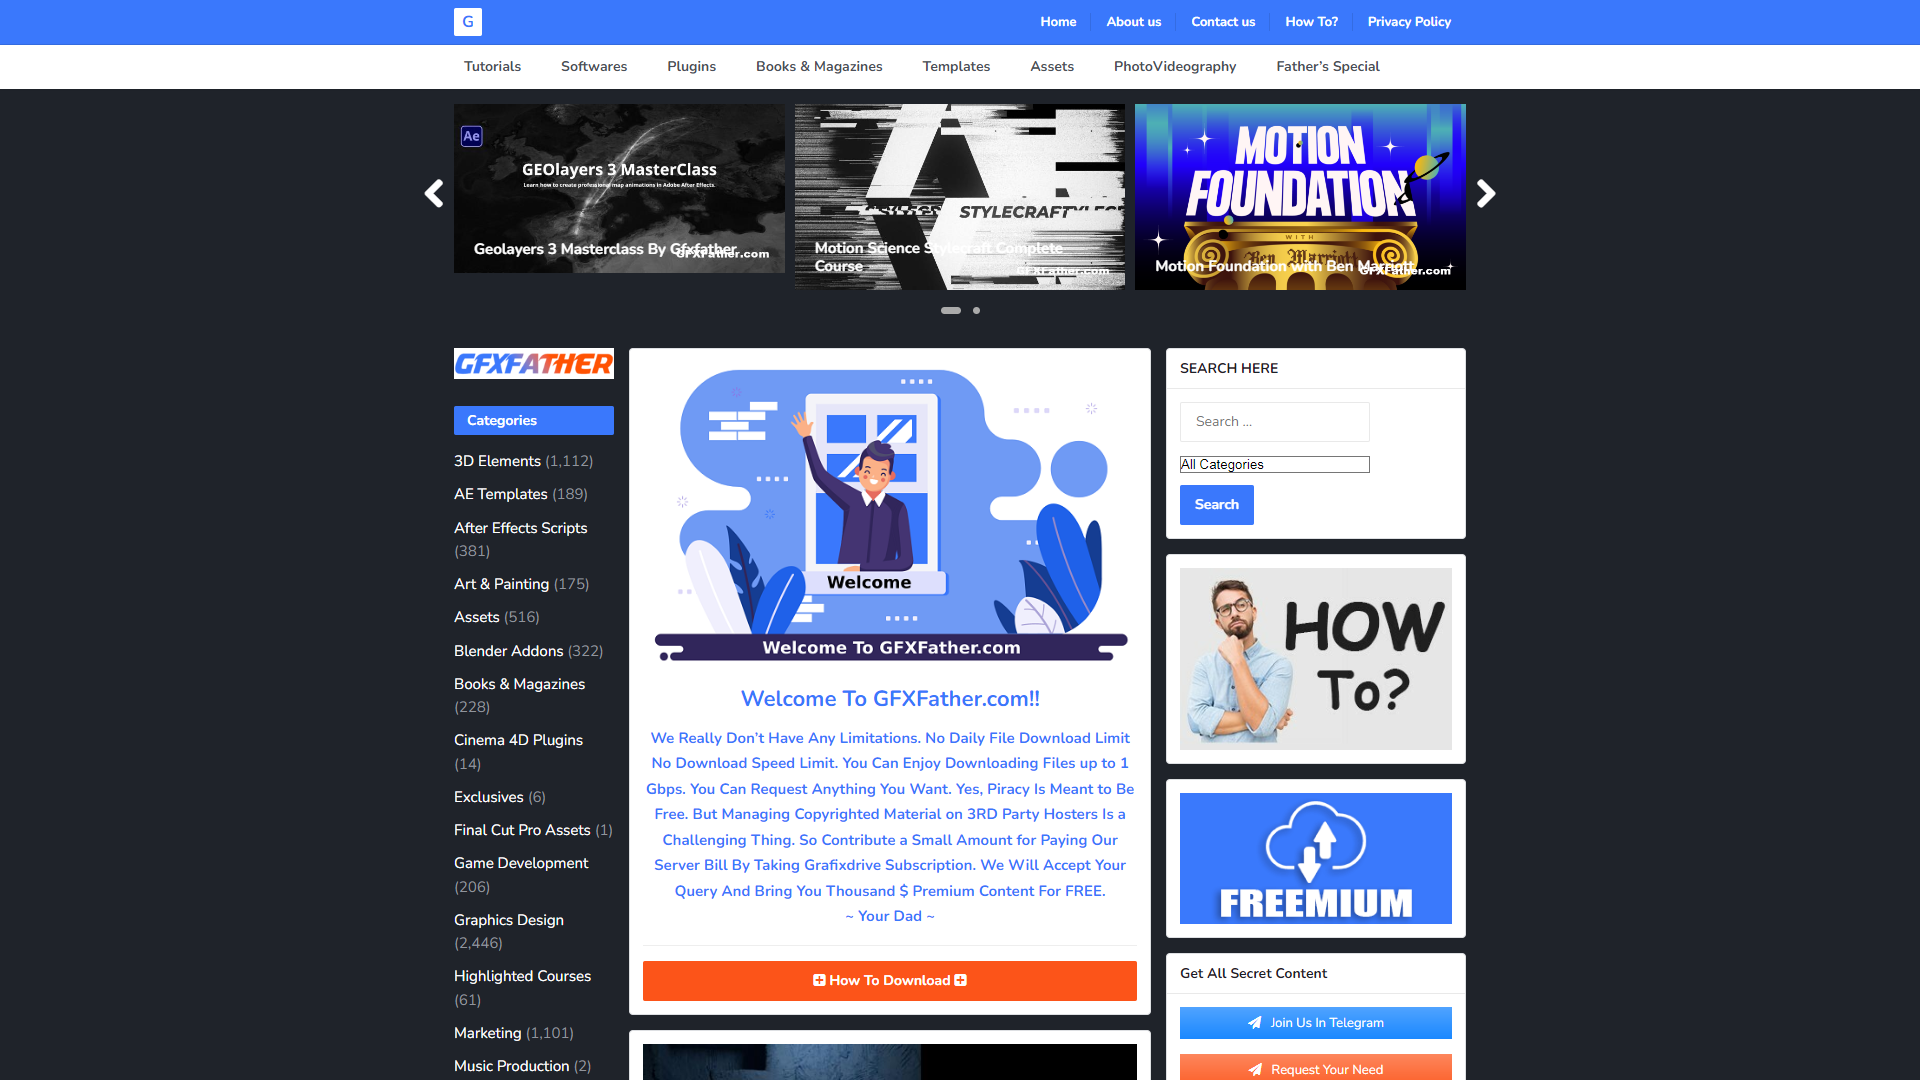 G
Home
About us
Contact us
How To?
Privacy Policy
Tutorials
Softwares
Plugins
Books & Magazines
Templates
Assets
PhotoVideography
Father’s Special
Ae
GEOlayers 3 MasterClass
Learn how to create professional map animations in Adobe After Effects.
Geolayers 3 Masterclass By Gfxfather
GFXFather.com
STYLECRAFT
Motion Science Stylecraft Complete
Course
GFXFather.com
MOTION
FOUNDATION
WITH
Ben Marriott
Motion Foundation with Ben Marriott
GFXFather.com
GFXFATHER
Categories
3D Elements (1,112)
AE Templates (189)
After Effects Scripts
(381)
Art & Painting (175)
Assets (516)
Blender Addons (322)
Books & Magazines
(228)
Cinema 4D Plugins
(14)
Exclusives (6)
Final Cut Pro Assets (1)
Game Development
(206)
Graphics Design
(2,446)
Highlighted Courses
(61)
Marketing (1,101)
Music Production (2)
Welcome
Welcome To GFXFather.com
Welcome To GFXFather.com!!
We Really Don’t Have Any Limitations. No Daily File Download Limit
No Download Speed Limit. You Can Enjoy Downloading Files up to 1
Gbps. You Can Request Anything You Want. Yes, Piracy Is Meant to Be
Free. But Managing Copyrighted Material on 3RD Party Hosters Is a
Challenging Thing. So Contribute a Small Amount for Paying Our
Server Bill By Taking Grafixdrive Subscription. We Will Accept Your
Query And Bring You Thousand $ Premium Content For FREE.
~ Your Dad ~
How To Download
SEARCH HERE
Search …
All Categories
Search
HOW
To?
FREEMIUM
Get All Secret Content
Join Us In Telegram
Request Your Need